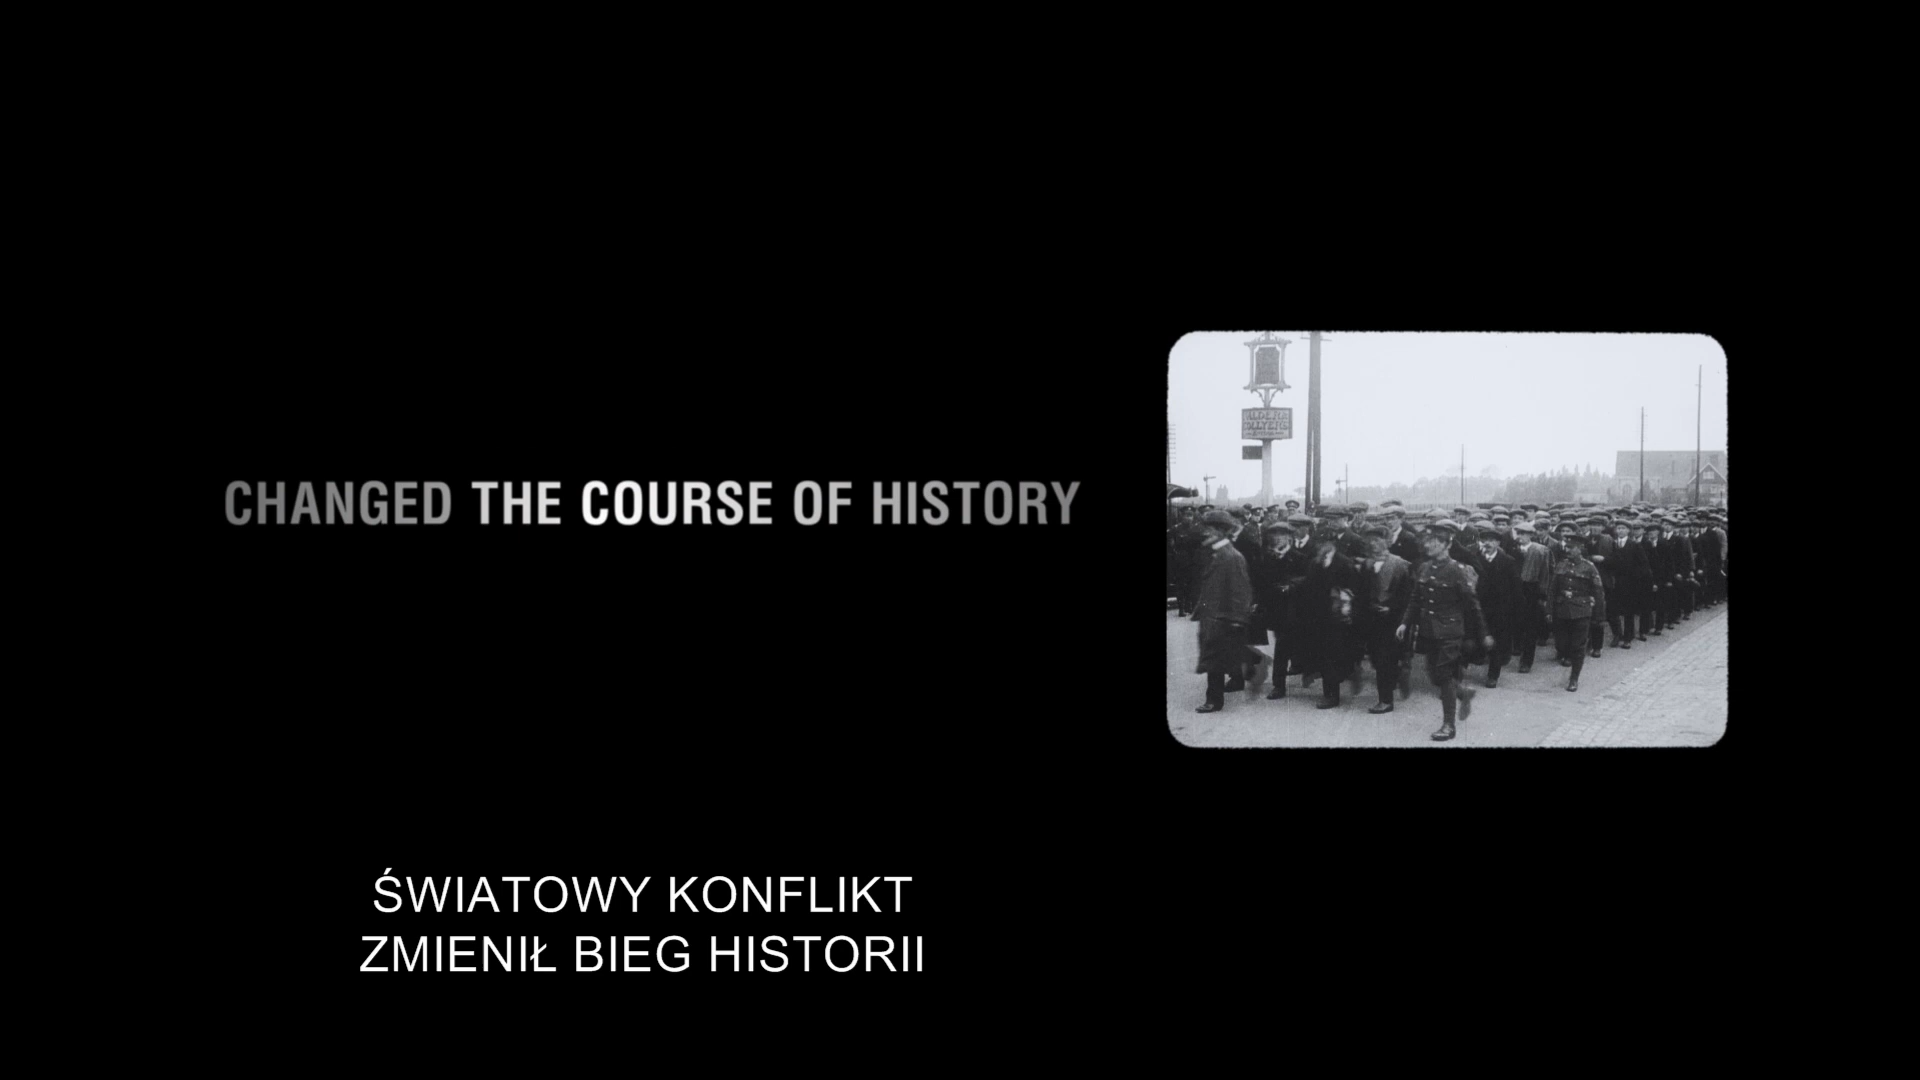 CHANGED THE COURSE OF HISTORY
ŚWIATOWY KONFLIKT
ZMIENIŁ BIEG HISTORII